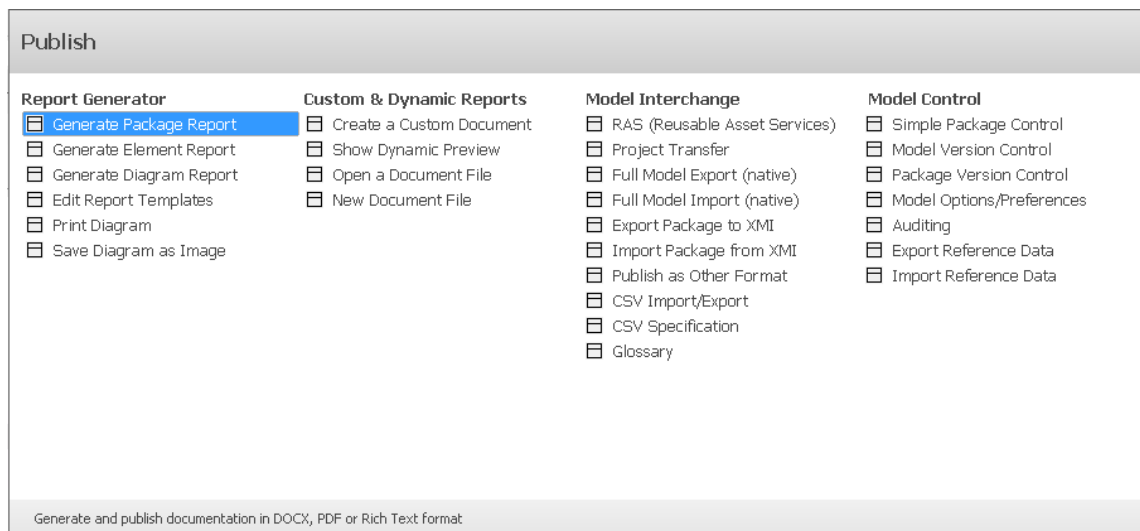 Publish
Report Generator
Generate Package Report
Generate Element Report
Generate Diagram Report
Edit Report Templates
Print Diagram
Save Diagram as Image
Custom & Dynamic Reports
Create a Custom Document
Show Dynamic Preview
Open a Document File
New Document File
Model Interchange
RAS (Reusable Asset Services)
Project Transfer
Full Model Export (native)
Full Model Import (native)
Export Package to XMI
Import Package from XMI
Publish as Other Format
CSV Import/Export
CSV Specification
Glossary
Model Control
Simple Package Control
Model Version Control
Package Version Control
Model Options/Preferences
Auditing
Export Reference Data
Import Reference Data
Generate and publish documentation in DOCX, PDF or Rich Text format